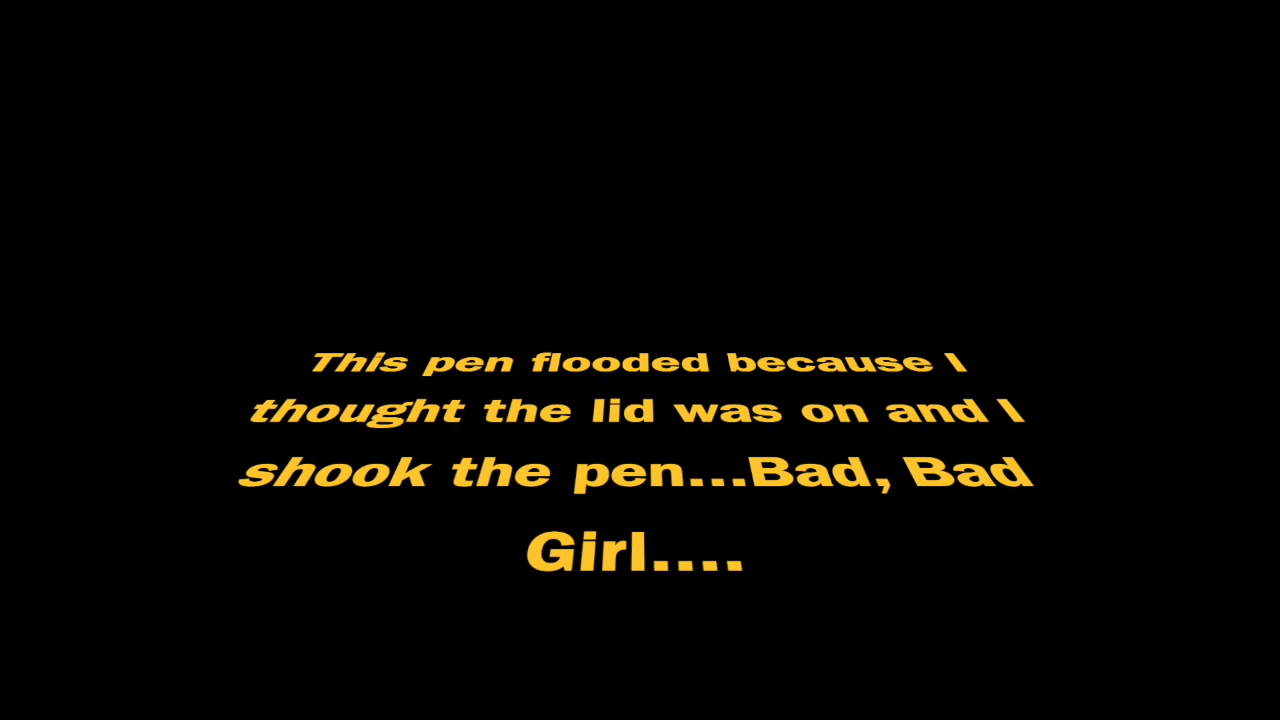 This pen flooded because I
thought the lid was on and I
shook the pen...Bad, Bad
Girl....